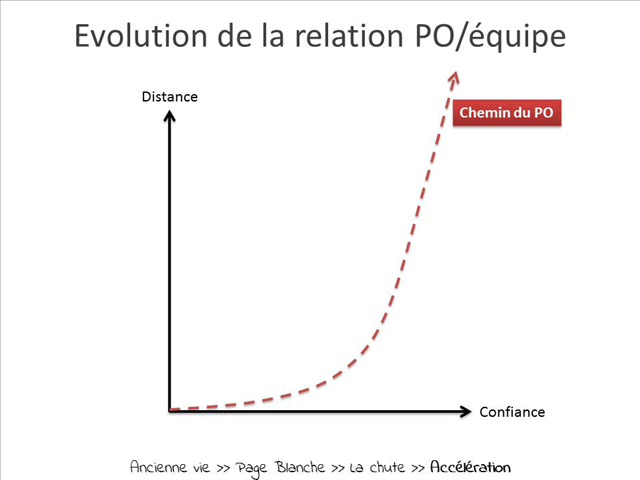 Evolution de la relation PO/équipe
Distance
Chemin du PO
Confiance
Ancienne vie >> Page Blanche >> La chute >> Accélération